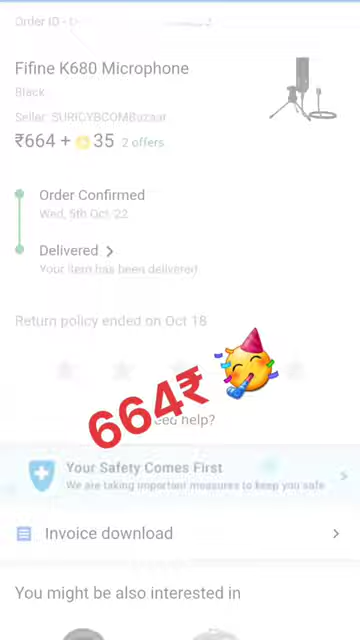 Order ID -
Fifine K680 Microphone
Black
Seller: SURICYBCOMBuzaar
₹664 + 35 2 offers
Order Confirmed
Wed, 5th Oct '22
Delivered
Your item has been delivered
Return policy ended on Oct 18
664₹
eed help?
Your Safety Comes First
We are taking important measures to keep you safe
Invoice download
You might be also interested in